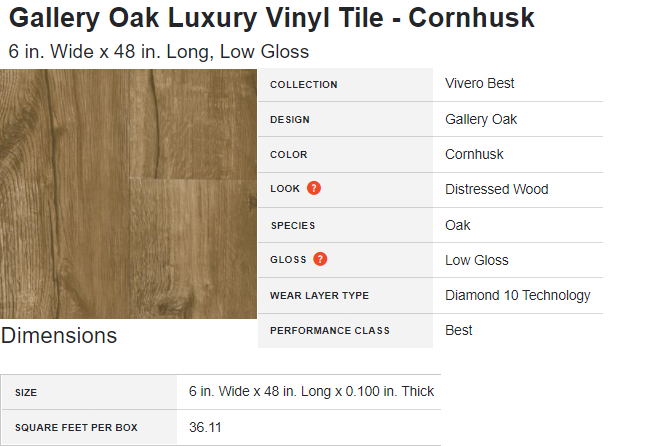 Gallery Oak Luxury Vinyl Tile - Cornhusk
6 in. Wide x 48 in. Long, Low Gloss
COLLECTION Vivero Best
DESIGN Gallery Oak
COLOR Cornhusk
LOOK ? Distressed Wood
SPECIES Oak
GLOSS ? Low Gloss
WEAR LAYER TYPE Diamond 10 Technology
PERFORMANCE CLASS Best
Dimensions
SIZE 6 in. Wide x 48 in. Long x 0.100 in. Thick
SQUARE FEET PER BOX 36.11